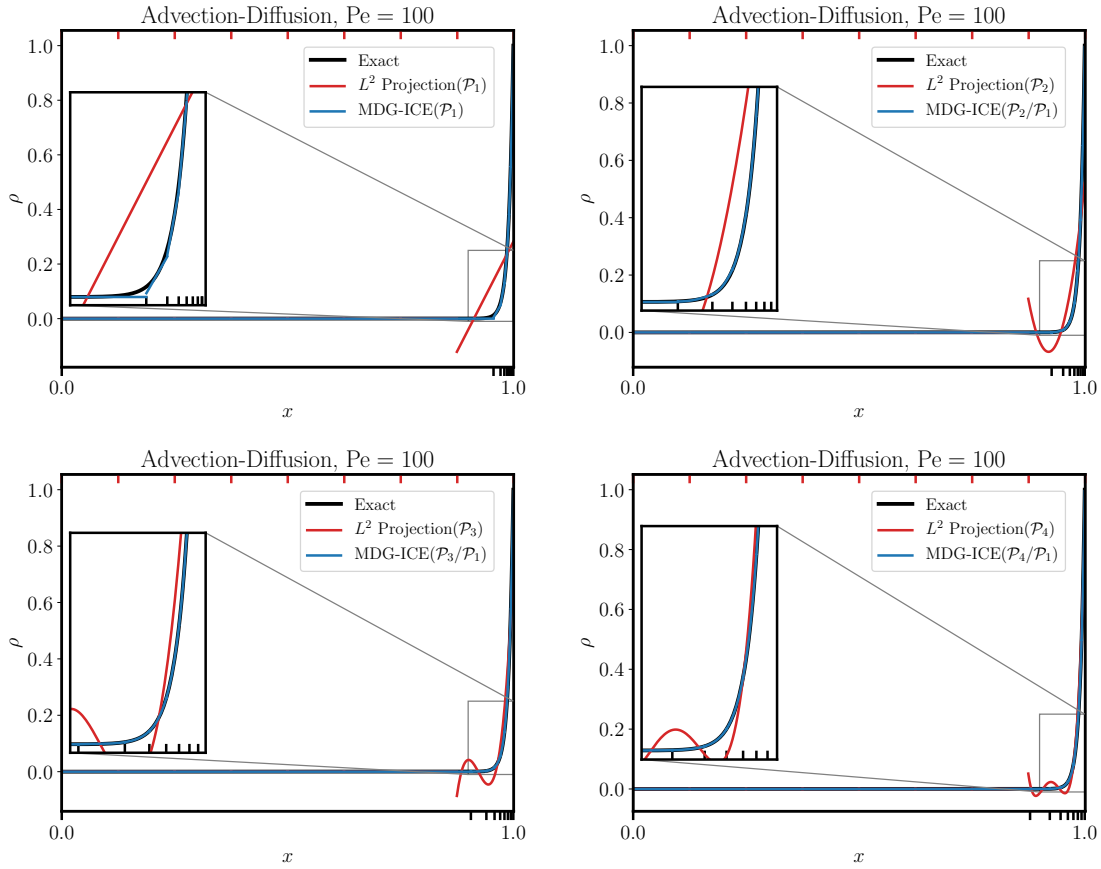 Advection-Diffusion, Pe = 100
1.0
0.8
0.6
0.4
0.2
0.0
ρ
Exact
L² Projection(𝒫₁)
MDG-ICE(𝒫₁)
0.0
1.0
x
Advection-Diffusion, Pe = 100
1.0
0.8
0.6
0.4
0.2
0.0
ρ
Exact
L² Projection(𝒫₂)
MDG-ICE(𝒫₂/𝒫₁)
0.0
1.0
x
Advection-Diffusion, Pe = 100
1.0
0.8
0.6
0.4
0.2
0.0
ρ
Exact
L² Projection(𝒫₃)
MDG-ICE(𝒫₃/𝒫₁)
0.0
1.0
x
Advection-Diffusion, Pe = 100
1.0
0.8
0.6
0.4
0.2
0.0
ρ
Exact
L² Projection(𝒫₄)
MDG-ICE(𝒫₄/𝒫₁)
0.0
1.0
x